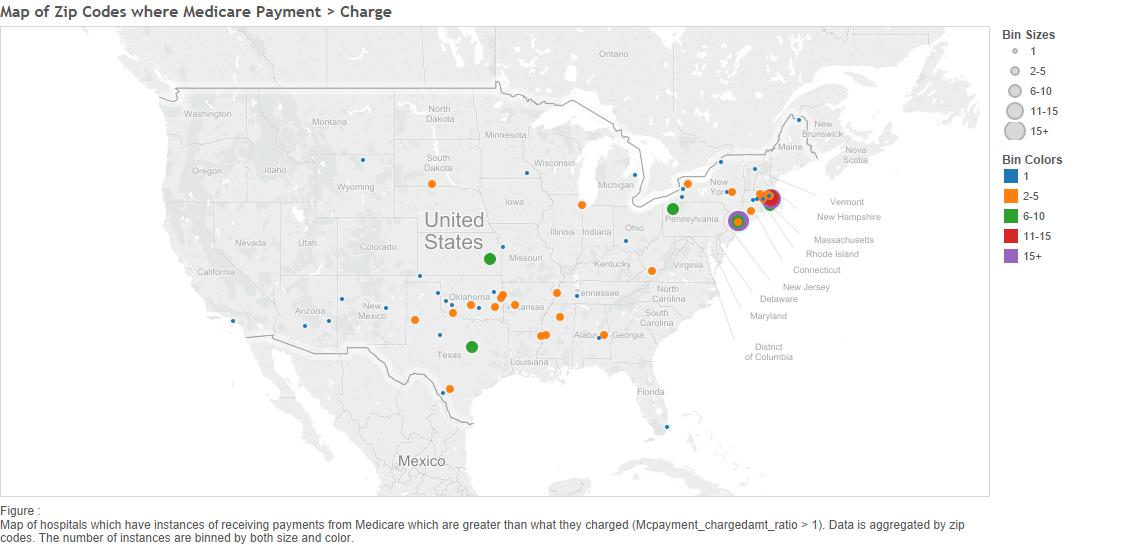 Map of Zip Codes where Medicare Payment > Charge
Bin Sizes
1
2-5
6-10
11-15
15+
Bin Colors
1
2-5
6-10
11-15
15+
Ontario
Washington
Montana
North
Dakota
Minnesota
New
Brunswick
Maine
Nova
Scotia
Oregon
Idaho
Wyoming
South
Dakota
Wisconsin
Michigan
New
Vermont
New Hampshire
Iowa
Pennsylvania
United
States
Nevada
Utah
Colorado
Illinois
Indiana
Ohio
Massachusetts
Rhode Island
Connecticut
California
Missouri
Kentucky
Virginia
New Jersey
Delaware
Maryland
District
of Columbia
Arizona
New
Mexico
Oklahoma
North
Carolina
South
Carolina
Georgia
Texas
Louisiana
Florida
Mexico
Figure :
Map of hospitals which have instances of receiving payments from Medicare which are greater than what they charged (Mcpayment_chargedamt_ratio > 1). Data is aggregated by zip
codes. The number of instances are binned by both size and color.